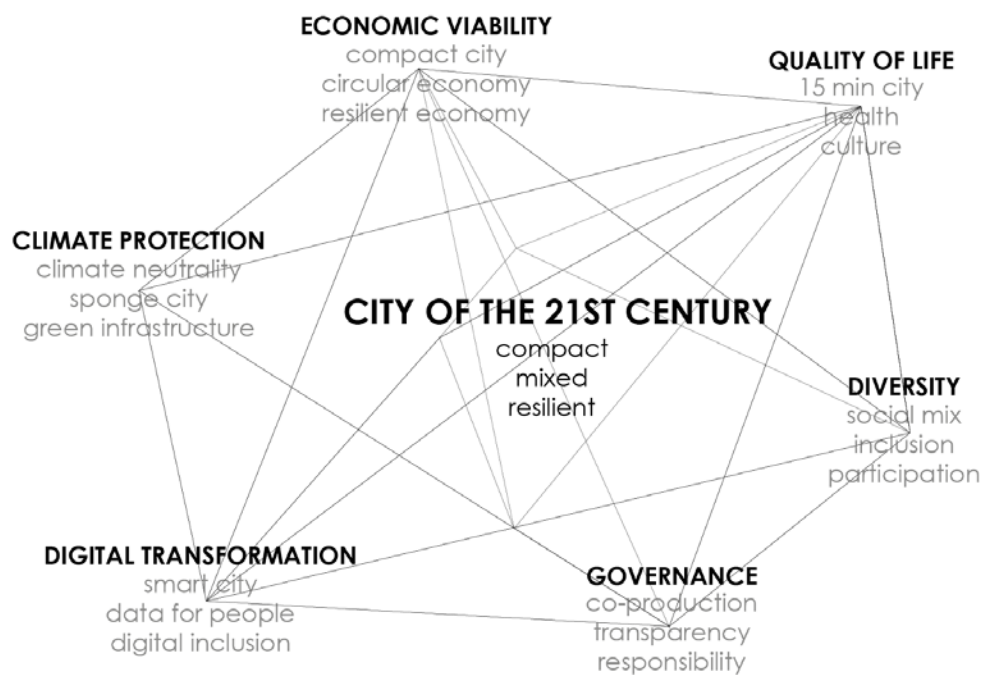 ECONOMIC VIABILITY
compact city
circular economy
resilient economy
QUALITY OF LIFE
15 min city
health
culture
CLIMATE PROTECTION
climate neutrality
sponge city
green infrastructure
CITY OF THE 21ST CENTURY
compact
mixed
resilient
DIVERSITY
social mix
inclusion
participation
DIGITAL TRANSFORMATION
smart city
data for people
digital inclusion
GOVERNANCE
co-production
transparency
responsibility